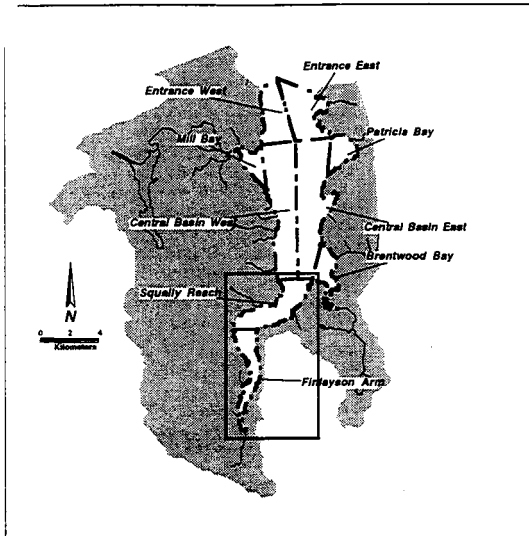 Entrance East
Entrance West
Patricia Bay
Mill Bay
Central Basin West
Central Basin East
Brentwood Bay
Squally Reach
N
0 2 4
Kilometers
Finlayson Arm